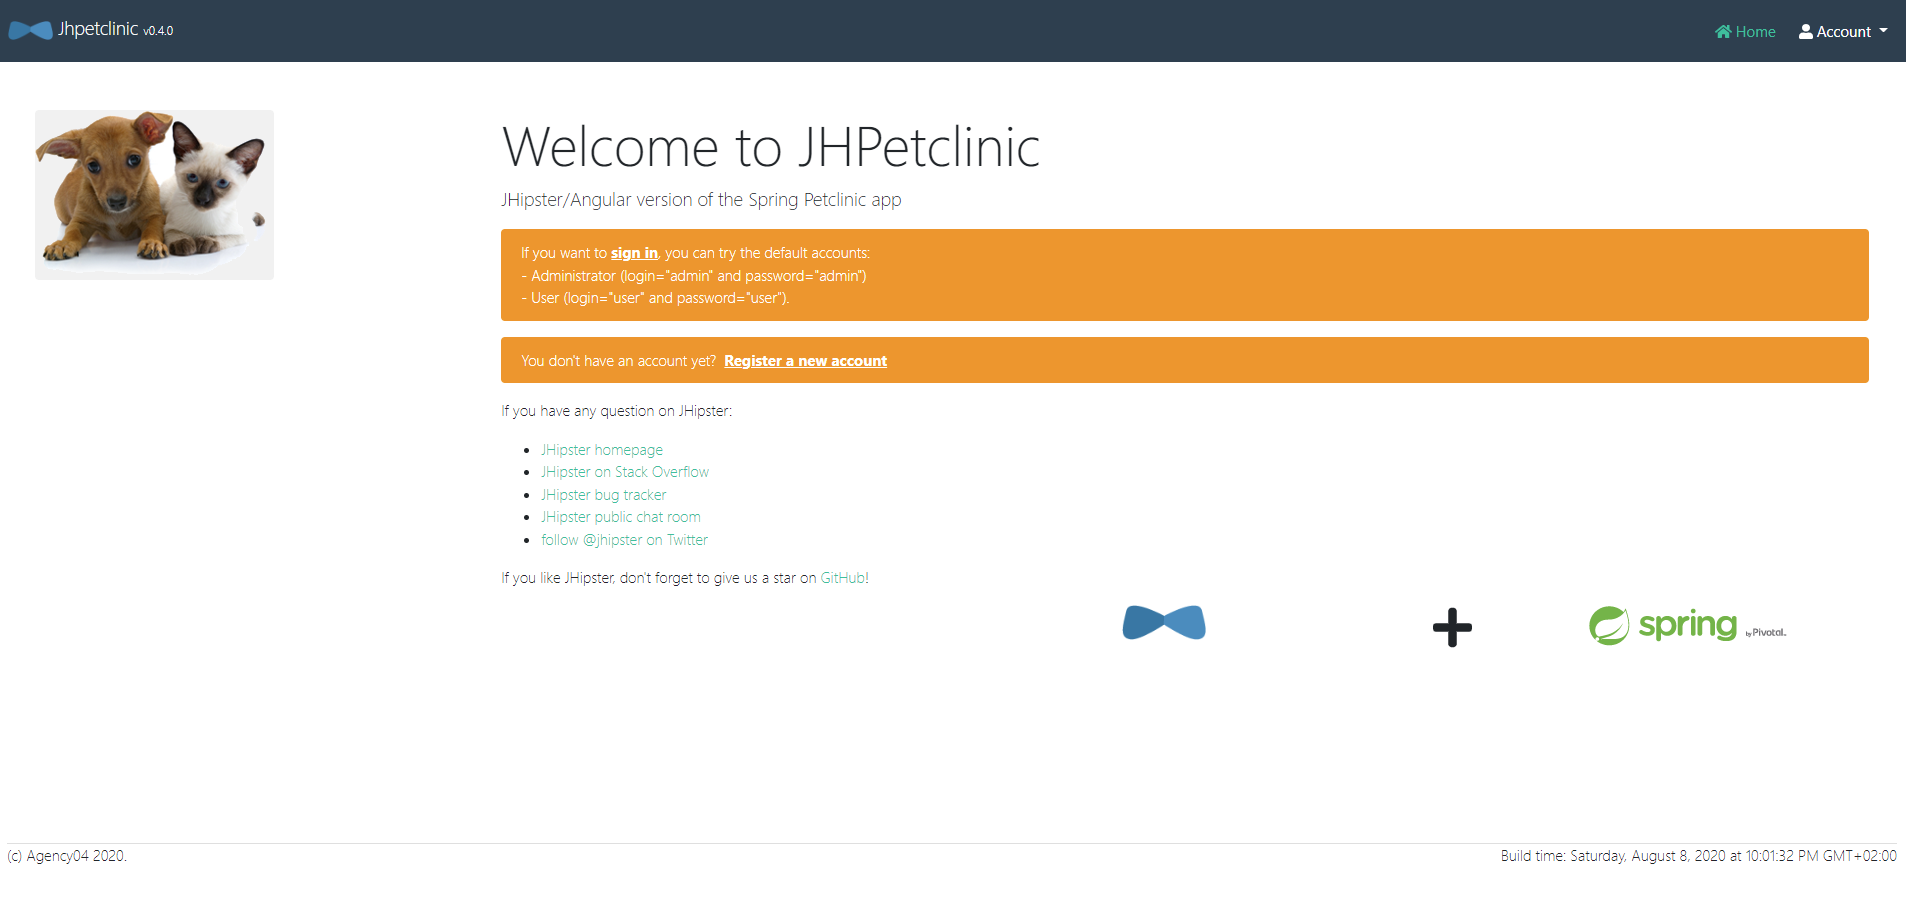 Jhpetclinic v0.4.0
Home
Account
Welcome to JHPetclinic
JHipster/Angular version of the Spring Petclinic app
If you want to sign in, you can try the default accounts:
- Administrator (login="admin" and password="admin")
- User (login="user" and password="user").
You don't have an account yet? Register a new account
If you have any question on JHipster:
JHipster homepage
JHipster on Stack Overflow
JHipster bug tracker
JHipster public chat room
follow @jhipster on Twitter
If you like JHipster, don't forget to give us a star on GitHub!
spring by Pivotal.
(c) Agency04 2020.
Build time: Saturday, August 8, 2020 at 10:01:32 PM GMT+02:00